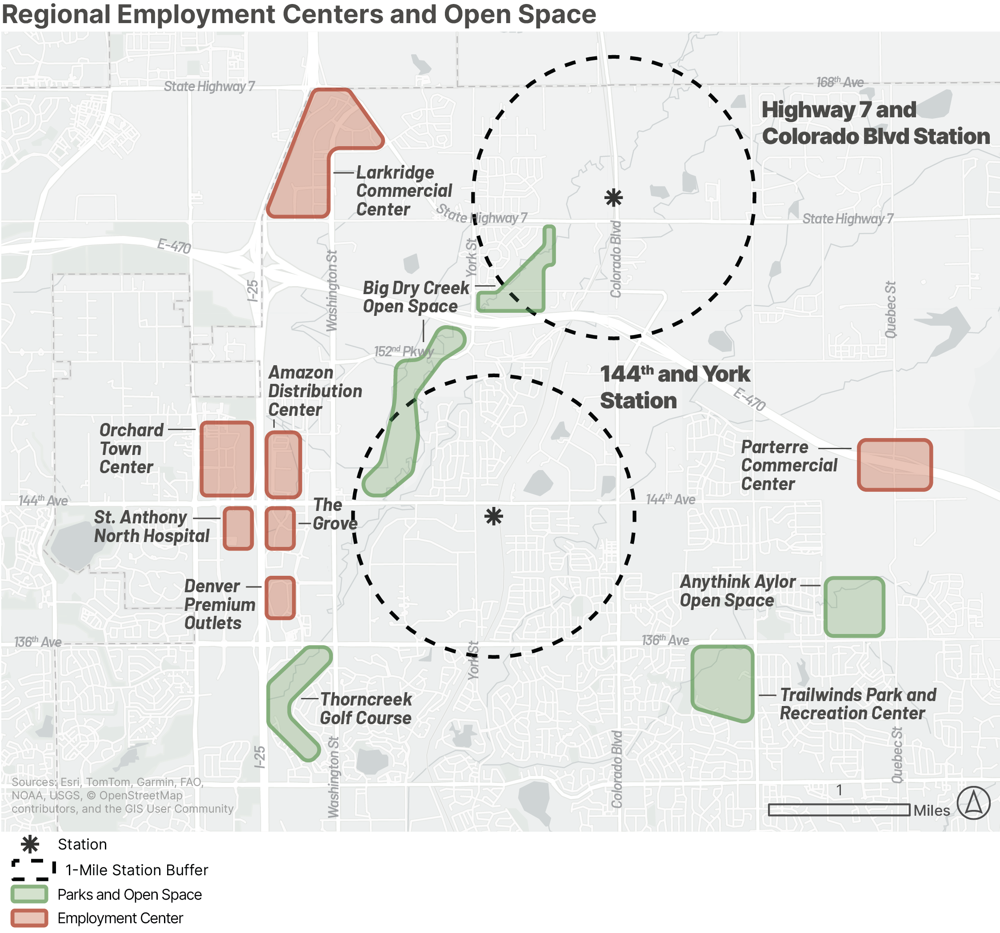 Regional Employment Centers and Open Space
State Highway 7
168th Ave
Highway 7 and
Colorado Blvd Station
Larkridge
Commercial
Center
State Highway 7
State Highway 7
E-470
I-25
Washington St
York St
Colorado Blvd
Quebec St
Big Dry Creek
Open Space
152nd Pkwy
Amazon
Distribution
Center
144th and York
Station
E-470
Orchard
Town
Center
Parterre
Commercial
Center
144th Ave
144th Ave
The
Grove
St. Anthony
North Hospital
Denver
Premium
Outlets
Anythink Aylor
Open Space
136th Ave
136th Ave
York St
Thorncreek
Golf Course
Trailwinds Park and
Recreation Center
I-25
Washington St
Colorado Blvd
Quebec St
Sources: Esri, TomTom, Garmin, FAO,
NOAA, USGS, © OpenStreetMap
contributors, and the GIS User Community
1
Miles
Station
1-Mile Station Buffer
Parks and Open Space
Employment Center